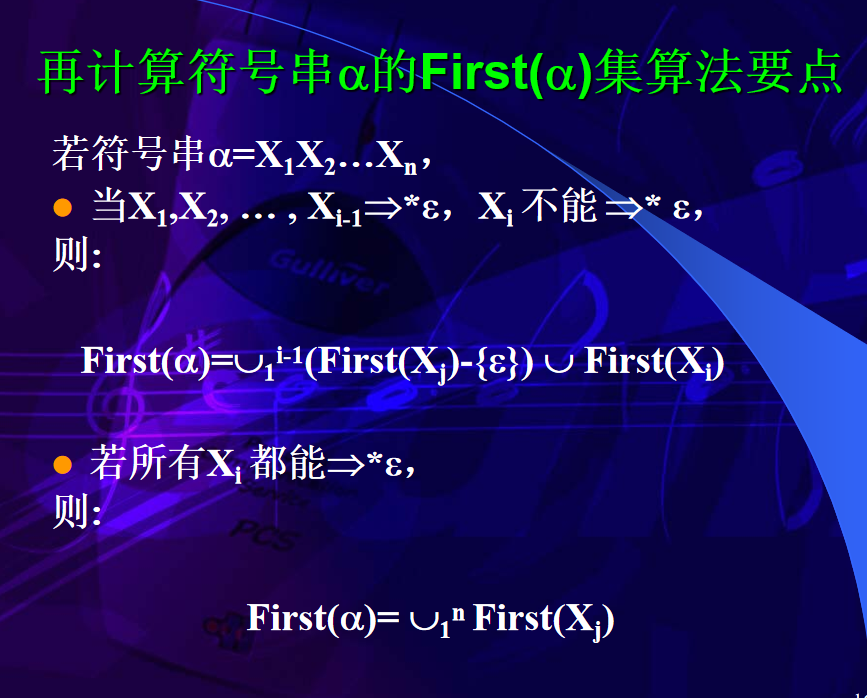 再计算符号串α的First(α)集算法要点
若符号串α=X₁X₂…Xₙ，
● 当X₁,X₂, … , Xᵢ₋₁⇒*ε，Xᵢ 不能 ⇒* ε，
则:
Gulliver
First(α)=∪₁ⁱ⁻¹(First(Xⱼ)-{ε}) ∪ First(Xᵢ)
● 若所有Xᵢ 都能⇒*ε，
则:
PCS
First(α)= ∪₁ⁿ First(Xⱼ)